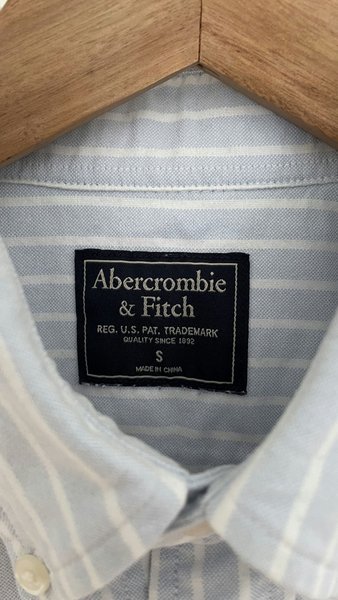 Abercrombie
& Fitch
REG. U.S. PAT. TRADEMARK
QUALITY SINCE 1892
S
MADE IN CHINA